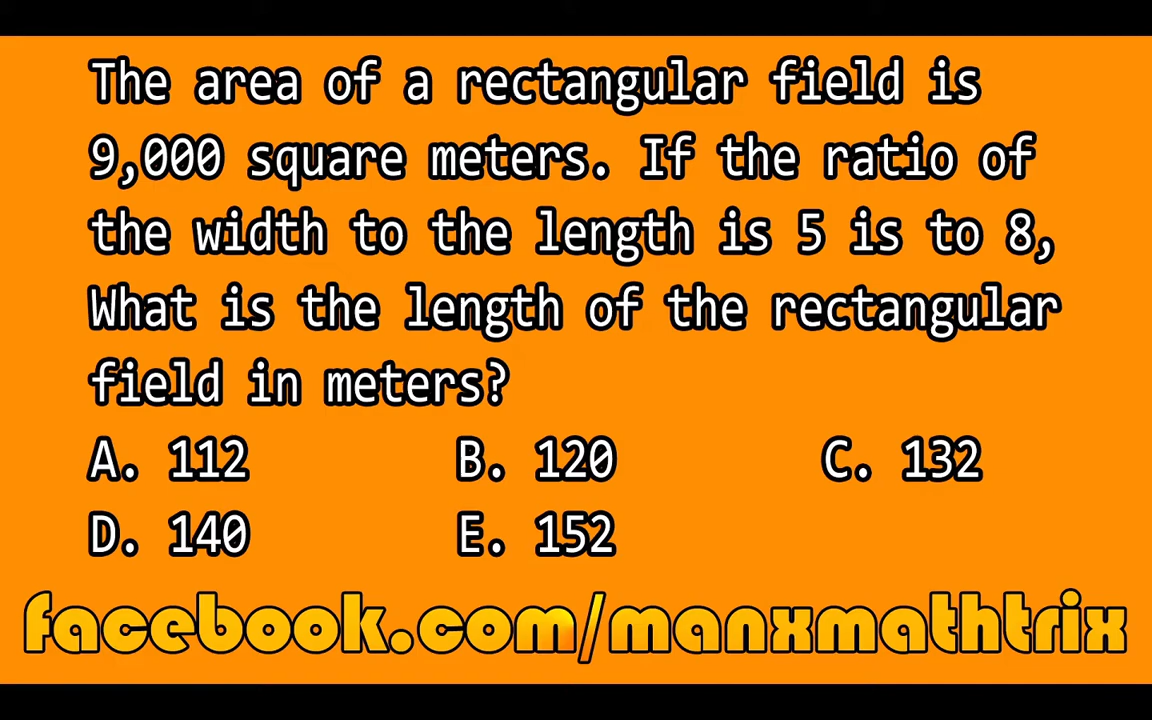 The area of a rectangular field is
9,000 square meters. If the ratio of
the width to the length is 5 is to 8,
What is the length of the rectangular
field in meters?
A. 112 B. 120 C. 132
D. 140 E. 152
facebook.com/manxmathtrix